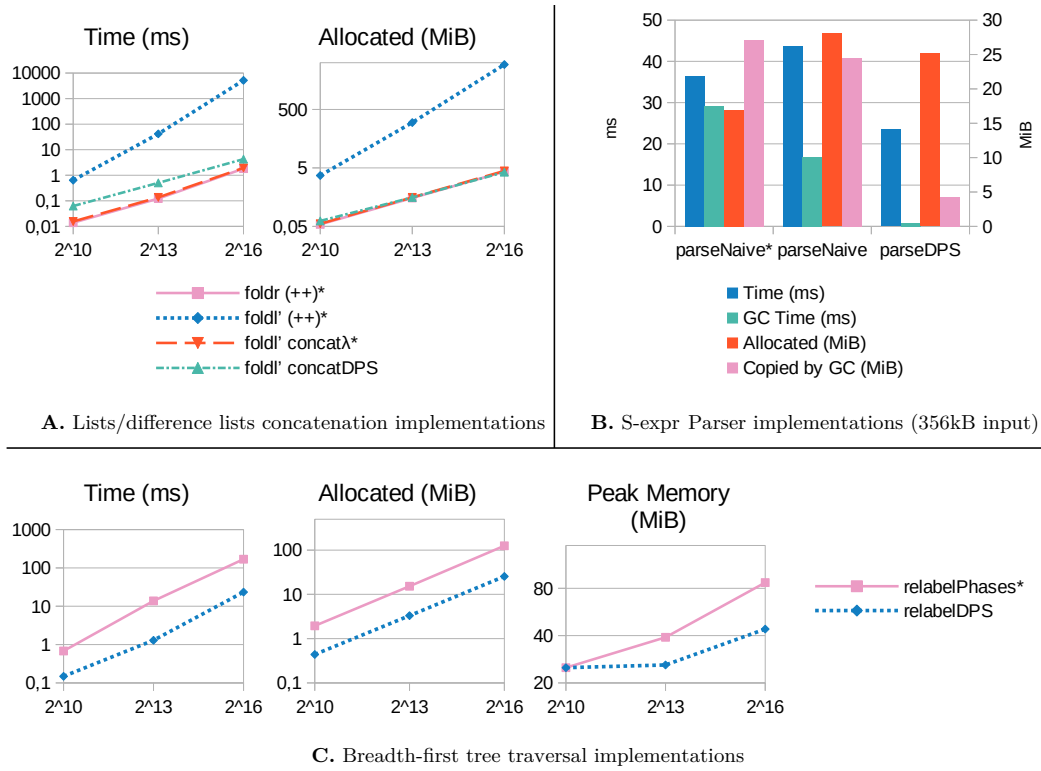 Time (ms)
10000
1000
100
10
1
0,1
0,01
2^10
2^13
2^16
Allocated (MiB)
500
5
0,05
2^10
2^13
2^16
foldr (++)*
foldl' (++)*
foldl' concatλ*
foldl' concatDPS
A. Lists/difference lists concatenation implementations
50
40
30
20
10
0
ms
30
25
20
15
10
5
0
MiB
parseNaive*
parseNaive
parseDPS
Time (ms)
GC Time (ms)
Allocated (MiB)
Copied by GC (MiB)
B. S-expr Parser implementations (356kB input)
Time (ms)
1000
100
10
1
0,1
2^10
2^13
2^16
Allocated (MiB)
100
10
1
0,1
2^10
2^13
2^16
Peak Memory
(MiB)
80
40
20
2^10
2^13
2^16
relabelPhases*
relabelDPS
C. Breadth-first tree traversal implementations